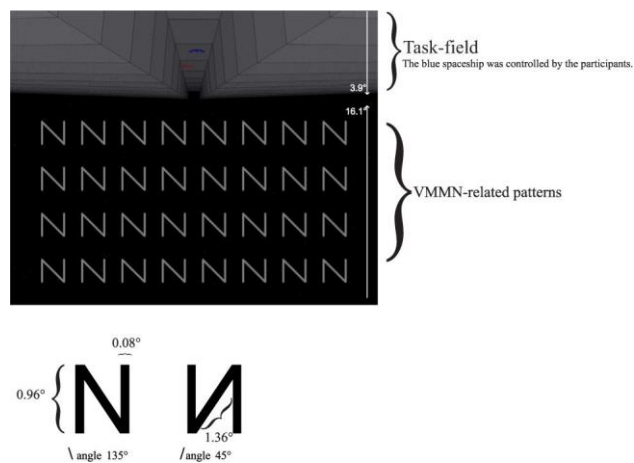 Task-field
The blue spaceship was controlled by the participants.
3.9°
16.1°
N N N N N N N N
N N N N N N N N
N N N N N N N N
N N N N N N N N
VMMN-related patterns
0.08°
0.96°
N И
1.36°
\ angle 135° / angle 45°